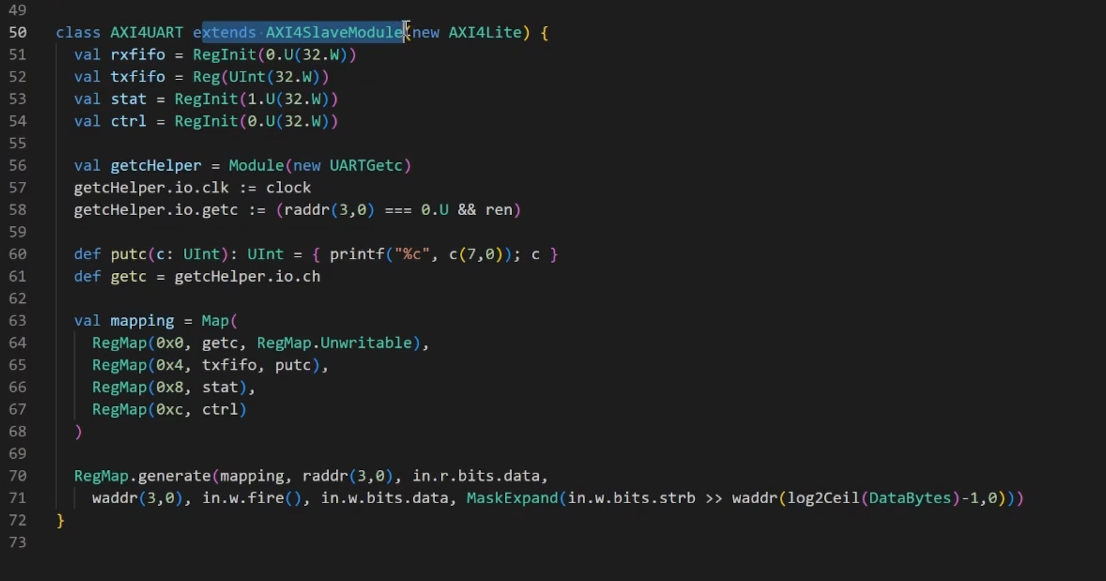 49
50 class AXI4UART extends AXI4SlaveModule(new AXI4Lite) {
51 val rxfifo = RegInit(0.U(32.W))
52 val txfifo = Reg(UInt(32.W))
53 val stat = RegInit(1.U(32.W))
54 val ctrl = RegInit(0.U(32.W))
55
56 val getcHelper = Module(new UARTGetc)
57 getcHelper.io.clk := clock
58 getcHelper.io.getc := (raddr(3,0) === 0.U && ren)
59
60 def putc(c: UInt): UInt = { printf("%c", c(7,0)); c }
61 def getc = getcHelper.io.ch
62
63 val mapping = Map(
64 RegMap(0x0, getc, RegMap.Unwritable),
65 RegMap(0x4, txfifo, putc),
66 RegMap(0x8, stat),
67 RegMap(0xc, ctrl)
68 )
69
70 RegMap.generate(mapping, raddr(3,0), in.r.bits.data,
71 waddr(3,0), in.w.fire(), in.w.bits.data, MaskExpand(in.w.bits.strb >> waddr(log2Ceil(DataBytes)-1,0)))
72 }
73